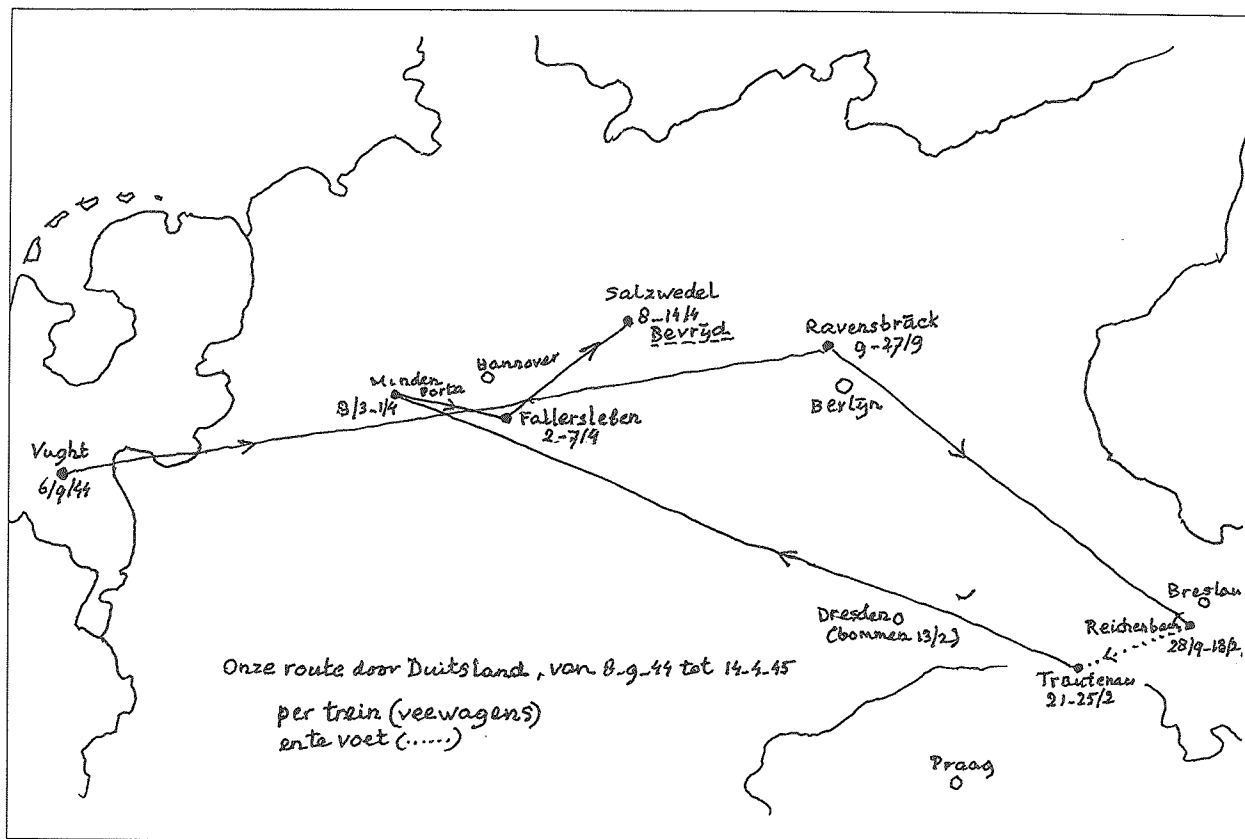 Salzwedel
8-14/4
Bevrijd
Ravensbrück
9-27/9
Hannover
Minden
Porta
8/3-1/4
Berlijn
Fallersleben
2-7/4
Vught
6/9/44
Breslau
Dresden
(bommen 13/2)
Reichenbach
28/9-18/2
Trautenau
21-25/2
Onze route door Duitsland, van 8-9-44 tot 14-4-45
per trein (veewagens)
en te voet (......)
Praag